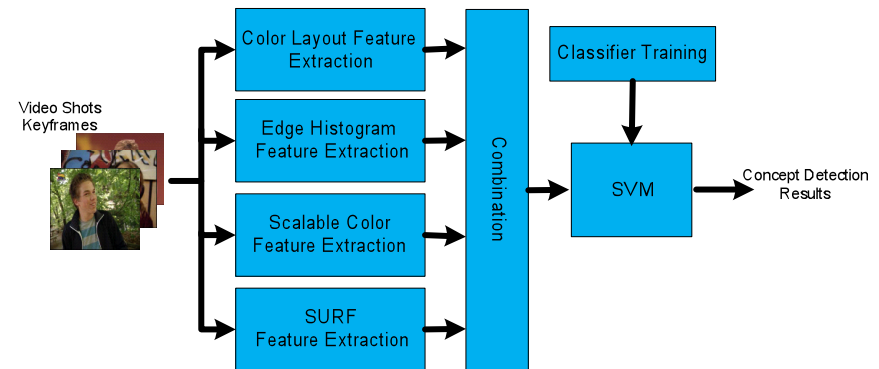 Video Shots
Keyframes
Color Layout Feature
Extraction
Edge Histogram
Feature Extraction
Scalable Color
Feature Extraction
SURF
Feature Extraction
Combination
Classifier Training
SVM
Concept Detection
Results